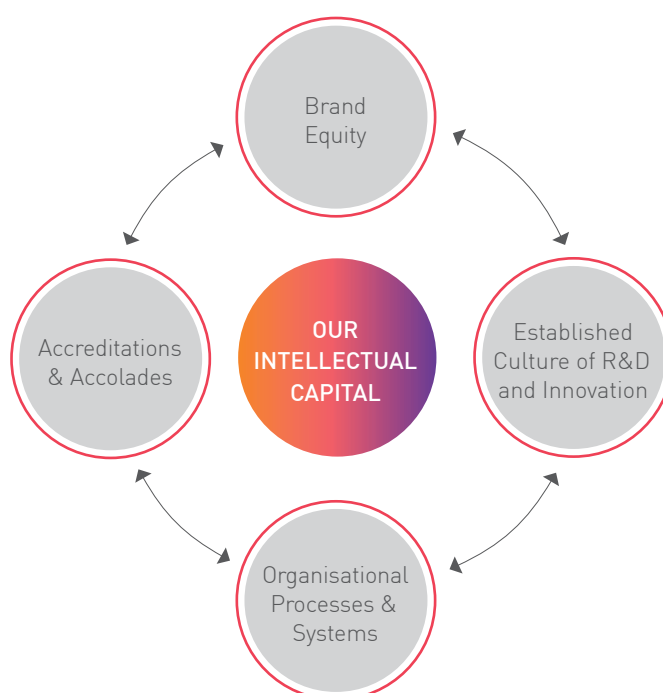 Brand
Equity
Accreditations
& Accolades
OUR
INTELLECTUAL
CAPITAL
Established
Culture of R&D
and Innovation
Organisational
Processes &
Systems